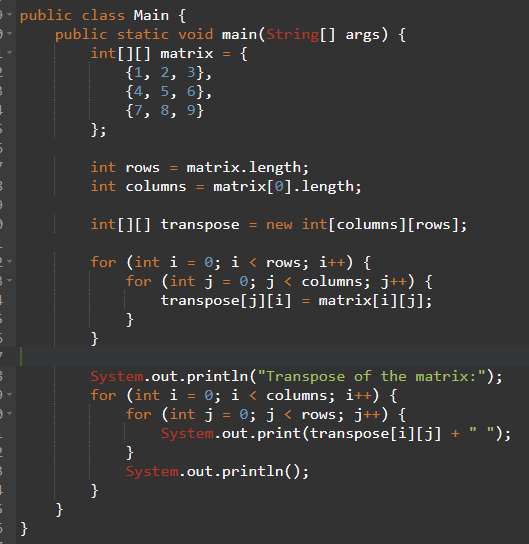 public class Main {
    public static void main(String[] args) {
        int[][] matrix = {
            {1, 2, 3},
            {4, 5, 6},
            {7, 8, 9}
        };
        int rows = matrix.length;
        int columns = matrix[0].length;
        int[][] transpose = new int[columns][rows];
        for (int i = 0; i < rows; i++) {
            for (int j = 0; j < columns; j++) {
                transpose[j][i] = matrix[i][j];
            }
        }
        System.out.println("Transpose of the matrix:");
        for (int i = 0; i < columns; i++) {
            for (int j = 0; j < rows; j++) {
                System.out.print(transpose[i][j] + " ");
            }
            System.out.println();
        }
    }
}